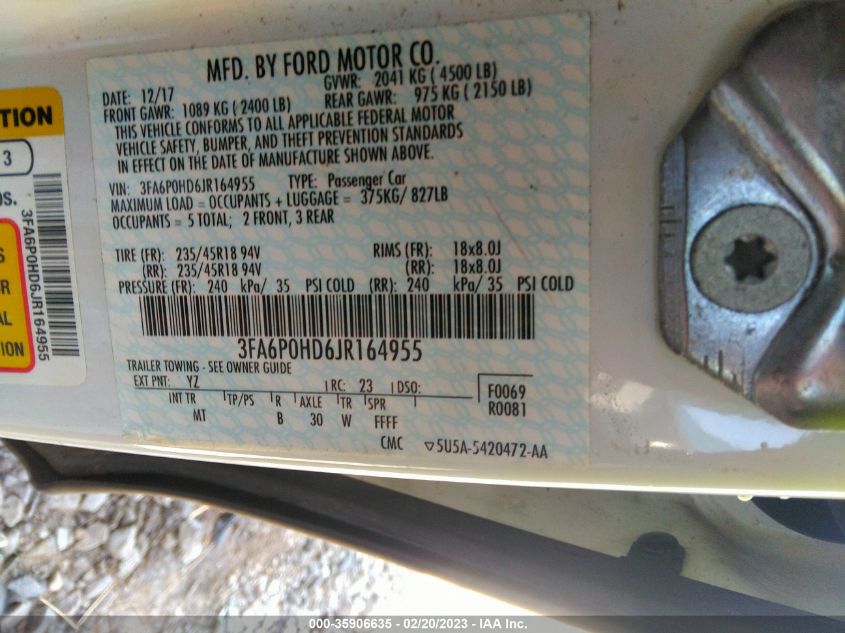 MFD. BY FORD MOTOR CO.
DATE: 12/17 GVWR: 2041 KG ( 4500 LB)
FRONT GAWR: 1089 KG ( 2400 LB) REAR GAWR: 975 KG ( 2150 LB)
THIS VEHICLE CONFORMS TO ALL APPLICABLE FEDERAL MOTOR
VEHICLE SAFETY, BUMPER, AND THEFT PREVENTION STANDARDS
IN EFFECT ON THE DATE OF MANUFACTURE SHOWN ABOVE.
VIN: 3FA6P0HD6JR164955 TYPE: Passenger Car
MAXIMUM LOAD = OCCUPANTS + LUGGAGE = 375KG/ 827LB
OCCUPANTS = 5 TOTAL; 2 FRONT, 3 REAR
TIRE (FR): 235/45R18 94V RIMS (FR): 18x8.0J
(RR): 235/45R18 94V (RR): 18x8.0J
PRESSURE (FR): 240 kPa/ 35 PSI COLD (RR): 240 kPa/ 35 PSI COLD
3FA6P0HD6JR164955
TRAILER TOWING - SEE OWNER GUIDE
EXT PNT: YZ RC: 23 DSO:
INT TR TP/PS R AXLE TR SPR
MT B 30 W FFFF
F0069
R0081
CMC ▽5U5A-5420472-AA
TION
3
OS.
3FA6P0HD6JR164955
S
R
AL
ION
000-35906635 - 02/20/2023 - IAA Inc.